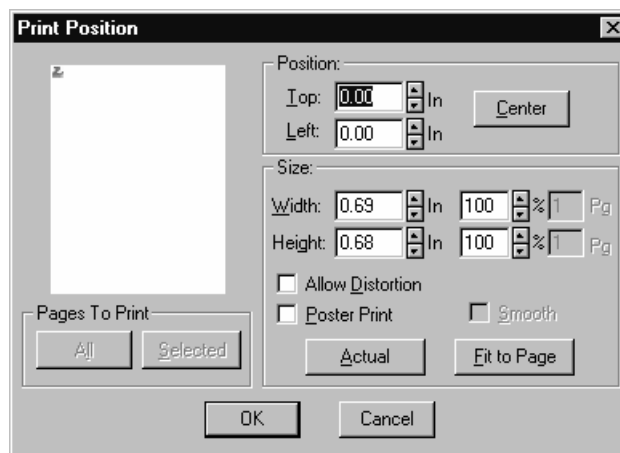 Print Position
Position:
Top: 0.00 In
Left: 0.00 In
Center
Size:
Width: 0.69 In 100 % 1 Pg
Height: 0.68 In 100 % 1 Pg
Allow Distortion
Poster Print
Smooth
Actual
Fit to Page
Pages To Print
All
Selected
OK
Cancel